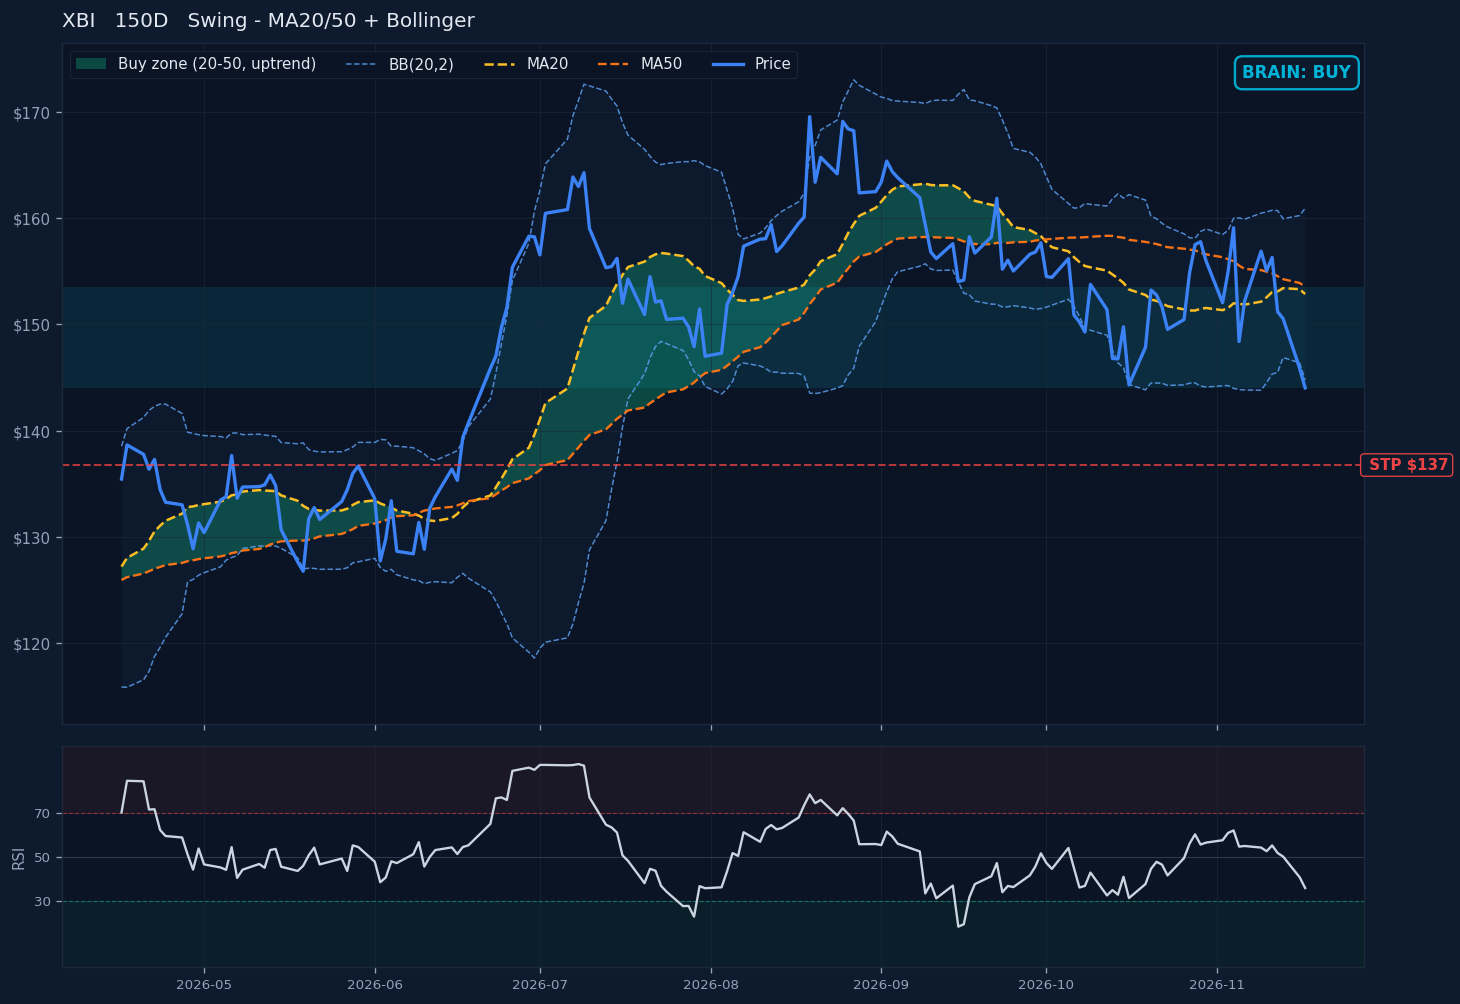 XBI   150D   Swing - MA20/50 + Bollinger
Buy zone (20-50, uptrend)   BB(20,2)   MA20   MA50   Price
BRAIN: BUY
$170
$160
$150
$140
$130
$120
STP $137
RSI
70
50
30
2026-05   2026-06   2026-07   2026-08   2026-09   2026-10   2026-11